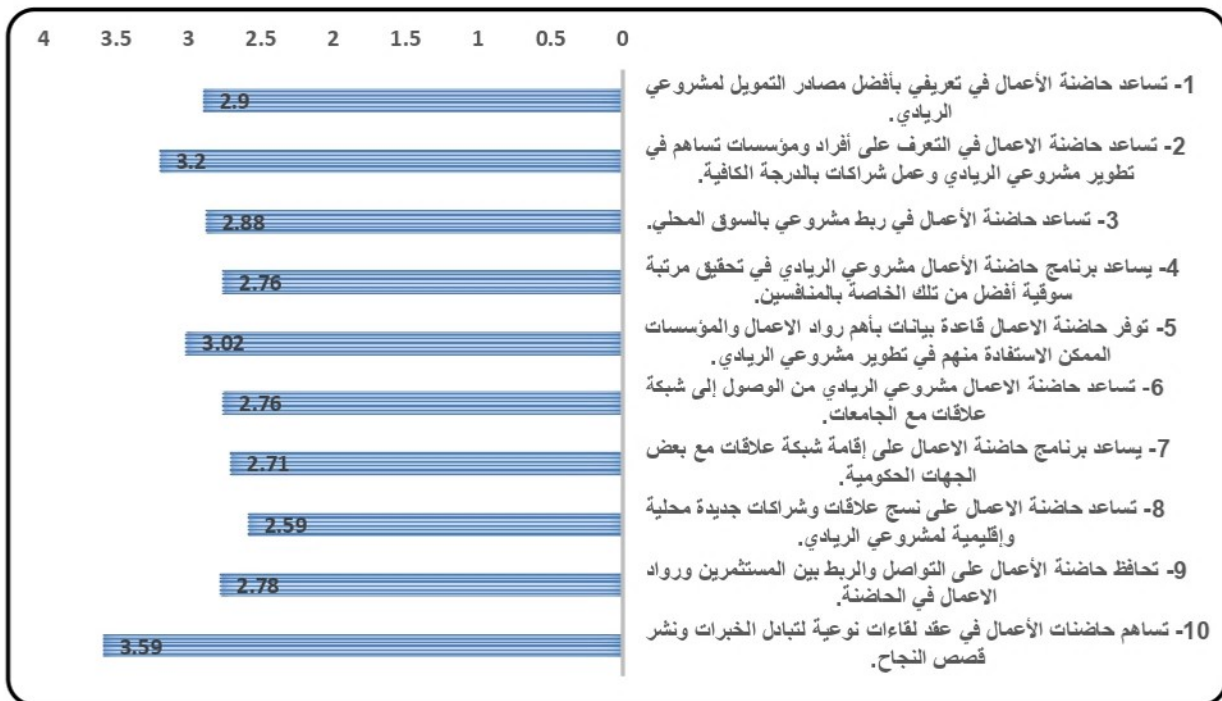 4 3.5 3 2.5 2 1.5 1 0.5 0
1- تساعد حاضنة الأعمال في تعريفي بأفضل مصادر التمويل لمشروعي
الريادي.
2.9
2- تساعد حاضنة الاعمال في التعرف على أفراد ومؤسسات تساهم في
تطوير مشروعي الريادي وعمل شراكات بالدرجة الكافية.
3.2
3- تساعد حاضنة الأعمال في ربط مشروعي بالسوق المحلي.
2.88
4- يساعد برنامج حاضنة الأعمال مشروعي الريادي في تحقيق مرتبة
سوقية أفضل من تلك الخاصة بالمنافسين.
2.76
5- توفر حاضنة الاعمال قاعدة بيانات بأهم رواد الاعمال والمؤسسات
الممكن الاستفادة منهم في تطوير مشروعي الريادي.
3.02
6- تساعد حاضنة الاعمال مشروعي الريادي من الوصول إلى شبكة
علاقات مع الجامعات.
2.76
7- يساعد برنامج حاضنة الاعمال على إقامة شبكة علاقات مع بعض
الجهات الحكومية.
2.71
8- تساعد حاضنة الاعمال على نسج علاقات وشراكات جديدة محلية
وإقليمية لمشروعي الريادي.
2.59
9- تحافظ حاضنة الأعمال على التواصل والربط بين المستثمرين ورواد
الاعمال في الحاضنة.
2.78
10- تساهم حاضنات الأعمال في عقد لقاءات نوعية لتبادل الخبرات ونشر
قصص النجاح.
3.59